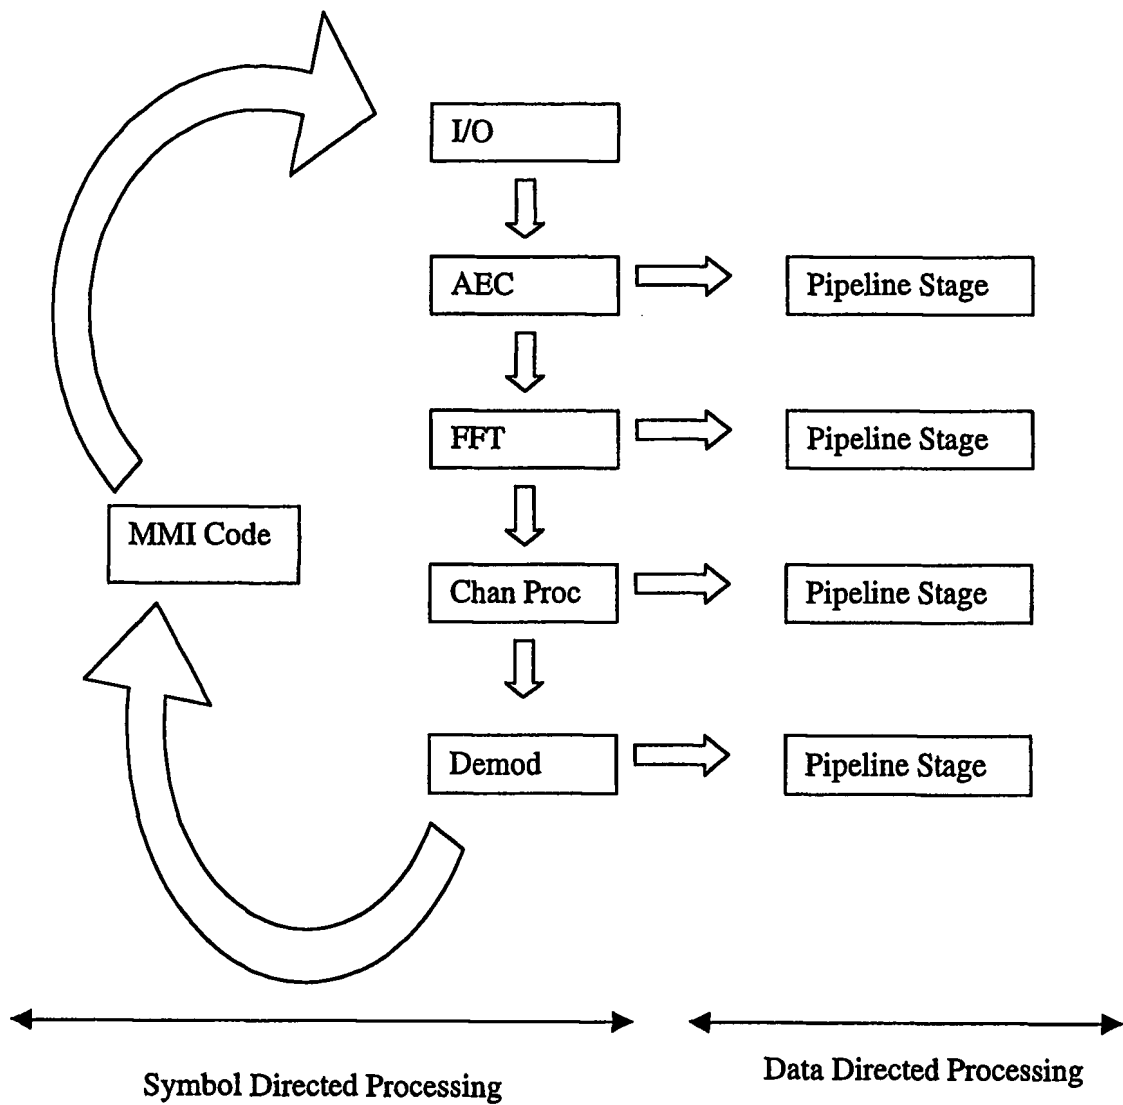 I/O
AEC
Pipeline Stage
FFT
Pipeline Stage
MMI Code
Chan Proc
Pipeline Stage
Demod
Pipeline Stage
Symbol Directed Processing
Data Directed Processing